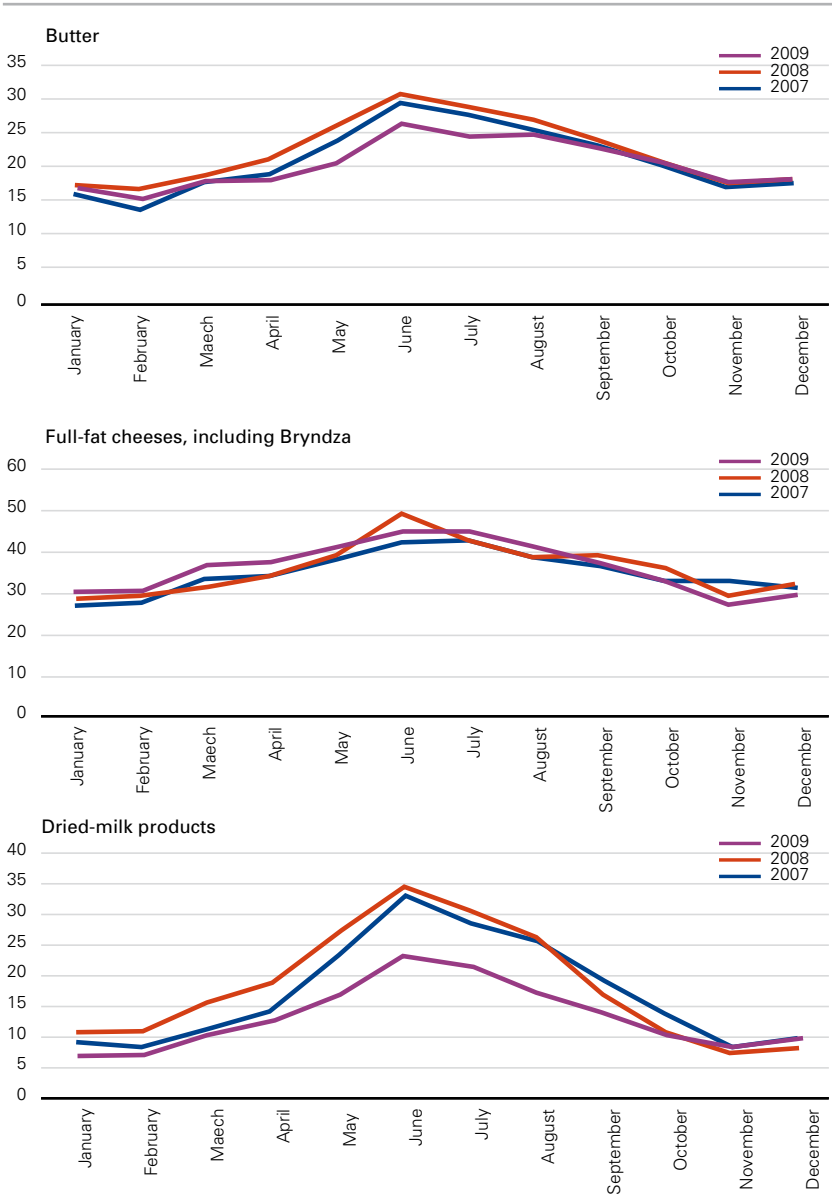 Butter
2009
2008
2007
35
30
25
20
15
10
5
0
January
February
Maech
April
May
June
July
August
September
October
November
December
Full-fat cheeses, including Bryndza
2009
2008
2007
60
50
40
30
20
10
0
January
February
Maech
April
May
June
July
August
September
October
November
December
Dried-milk products
2009
2008
2007
40
35
30
25
20
15
10
5
0
January
February
Maech
April
May
June
July
August
September
October
November
December